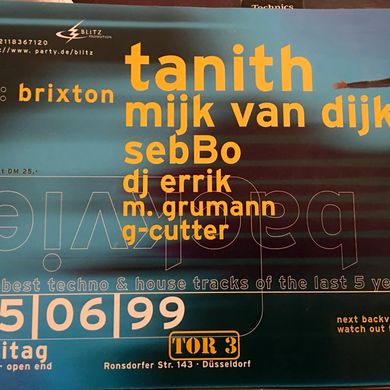 Technics
BLITZ
PROMOTION
2118367120
://www. party.de/blitz
tanith
: brixton
mijk van dijk
sebBo
t DM 25,-
dj errik
m. grumann
g-cutter
backvie
best techno & house tracks of the last 5 ye
5|06|99
itag
- open end
TOR 3
Ronsdorfer Str. 143 · Düsseldorf
next backv
watch out f